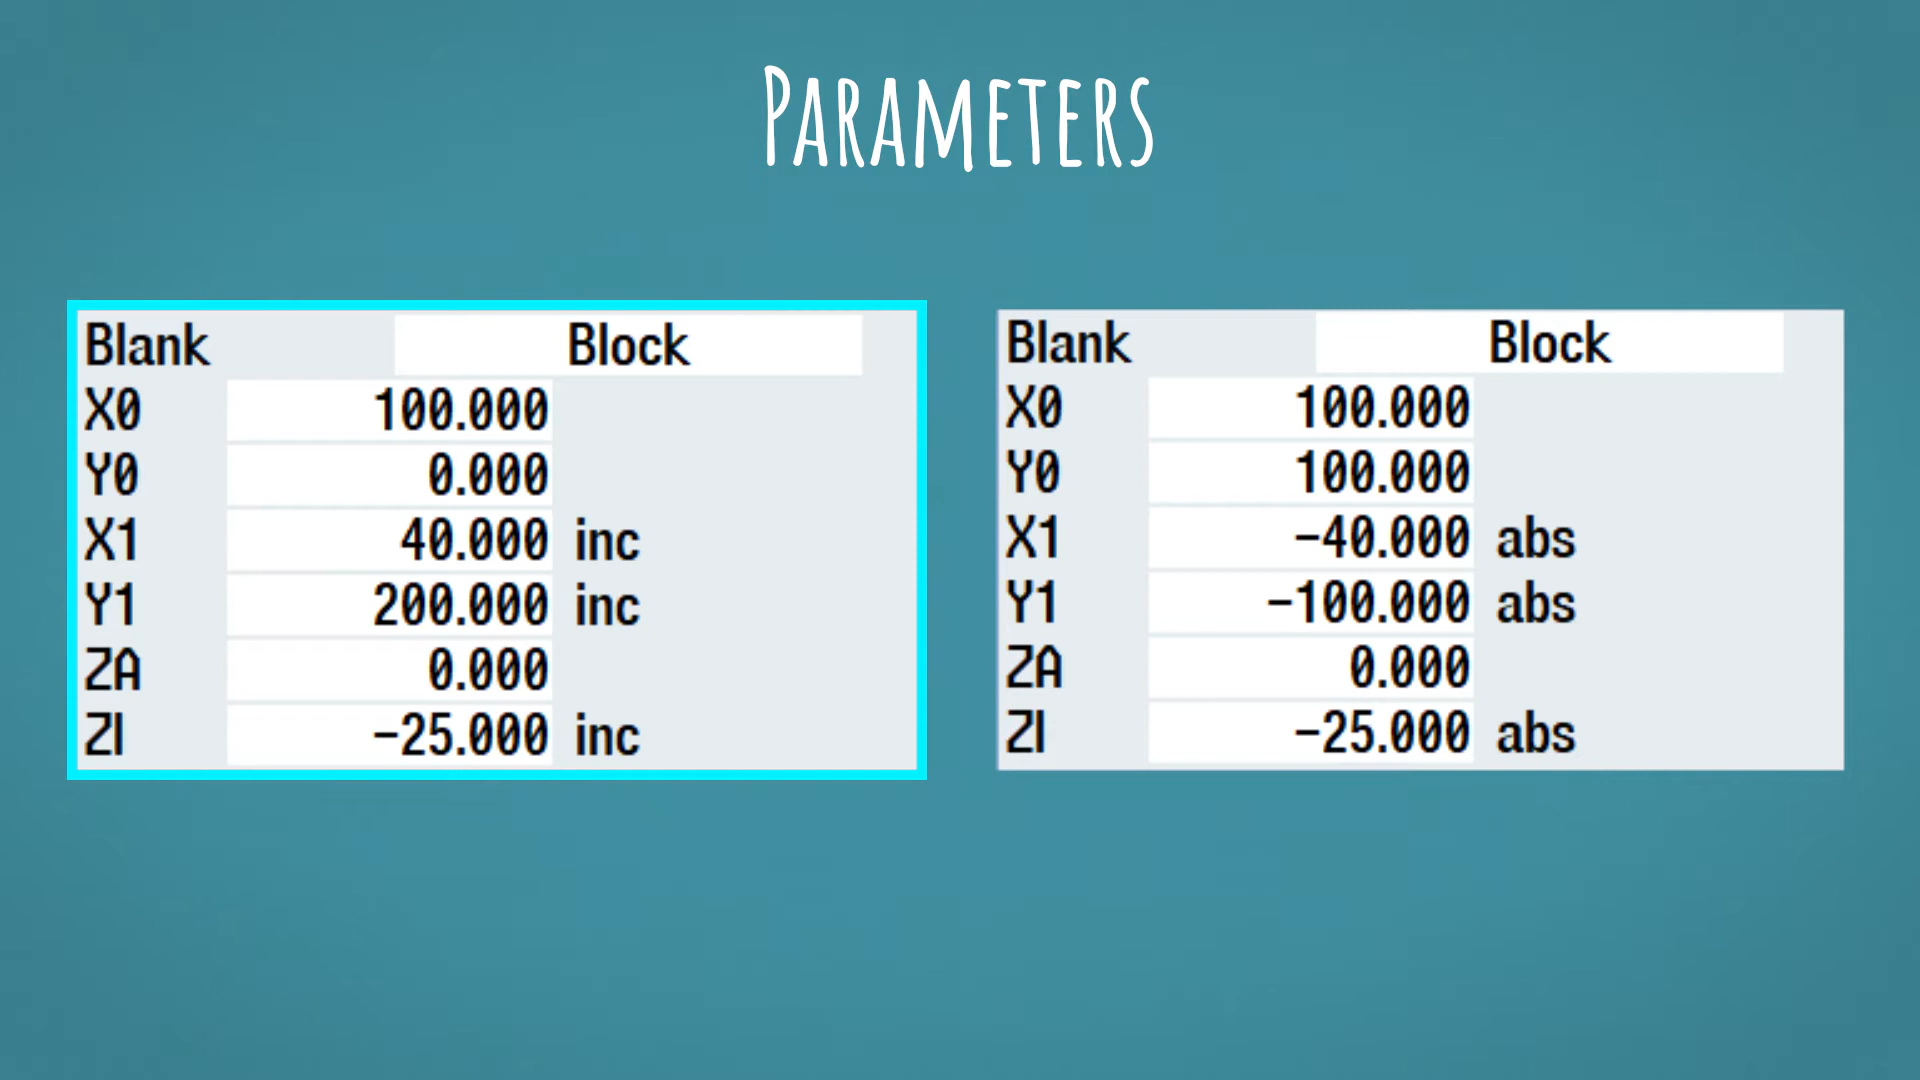 PARAMETERS
Blank Block
X0 100.000
Y0 0.000
X1 40.000 inc
Y1 200.000 inc
ZA 0.000
ZI -25.000 inc
Blank Block
X0 100.000
Y0 100.000
X1 -40.000 abs
Y1 -100.000 abs
ZA 0.000
ZI -25.000 abs